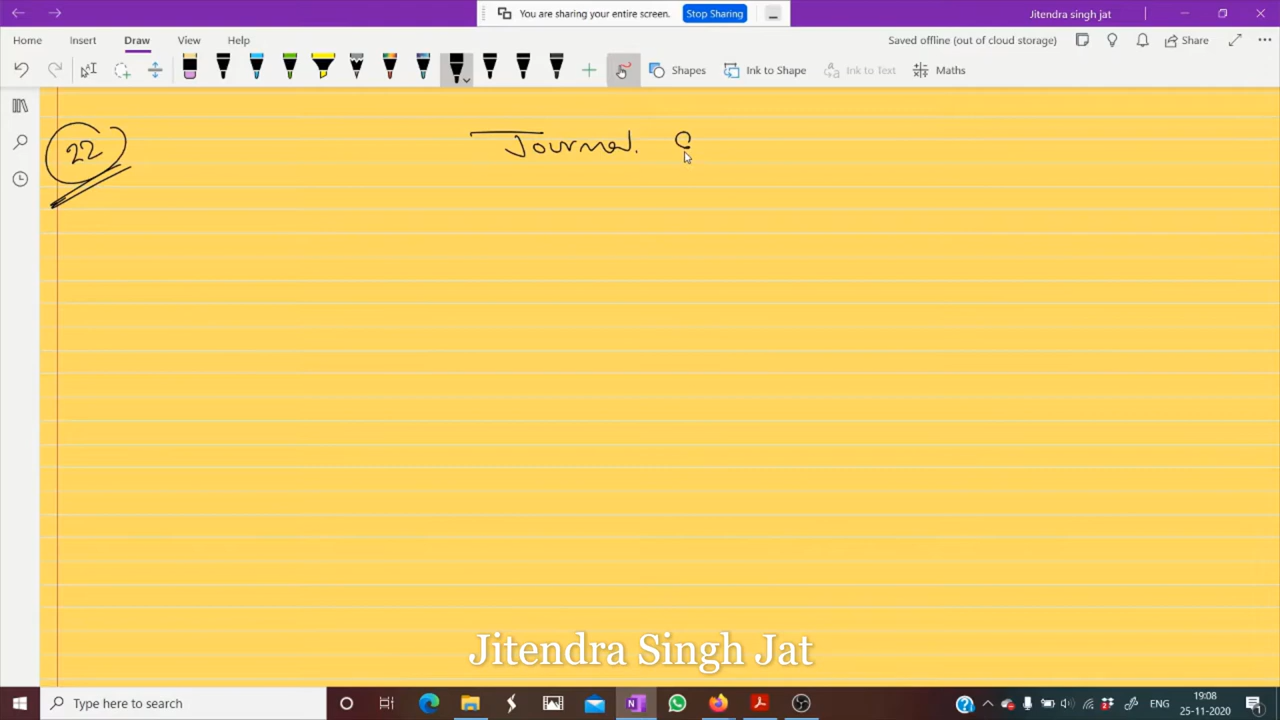 You are sharing your entire screen. Stop Sharing
Jitendra singh jat
Home Insert Draw View Help
Saved offline (out of cloud storage) Share
Shapes Ink to Shape Ink to Text Maths
22
Journal.
Jitendra Singh Jat
Type here to search
ENG
19:08
25-11-2020